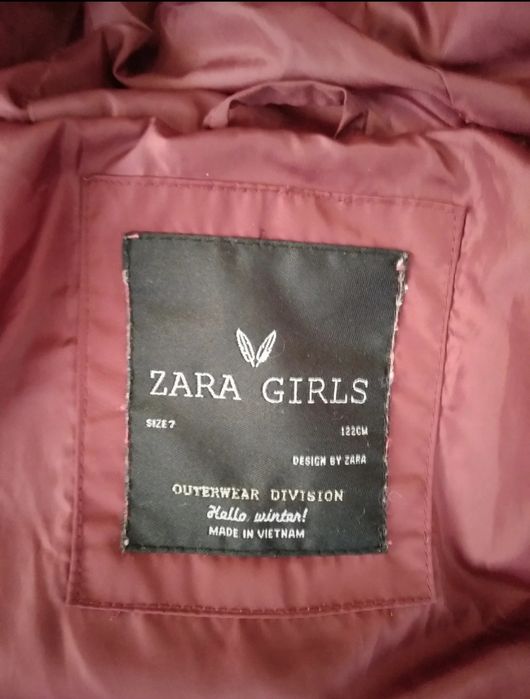 ZARA GIRLS
SIZE 7 122CM
DESIGN BY ZARA
OUTERWEAR DIVISION
Hello winter!
MADE IN VIETNAM